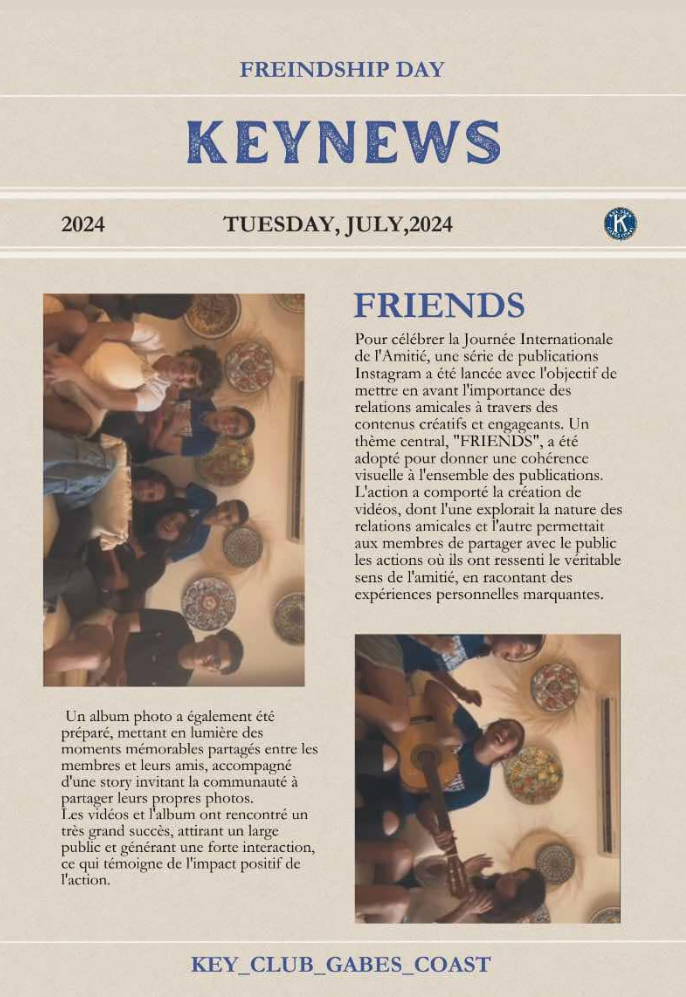 FREINDSHIP DAY
KEYNEWS
2024
TUESDAY, JULY,2024
K
FRIENDS
Pour célébrer la Journée Internationale
de l'Amitié, une série de publications
Instagram a été lancée avec l'objectif de
mettre en avant l'importance des
relations amicales à travers des
contenus créatifs et engageants. Un
thème central, "FRIENDS", a été
adopté pour donner une cohérence
visuelle à l'ensemble des publications.
L'action a comporté la création de
vidéos, dont l'une explorait la nature des
relations amicales et l'autre permettait
aux membres de partager avec le public
les actions où ils ont ressenti le véritable
sens de l'amitié, en racontant des
expériences personnelles marquantes.
Un album photo a également été
préparé, mettant en lumière des
moments mémorables partagés entre les
membres et leurs amis, accompagné
d'une story invitant la communauté à
partager leurs propres photos.
Les vidéos et l'album ont rencontré un
très grand succès, attirant un large
public et générant une forte interaction,
ce qui témoigne de l'impact positif de
l'action.
KEY_CLUB_GABES_COAST